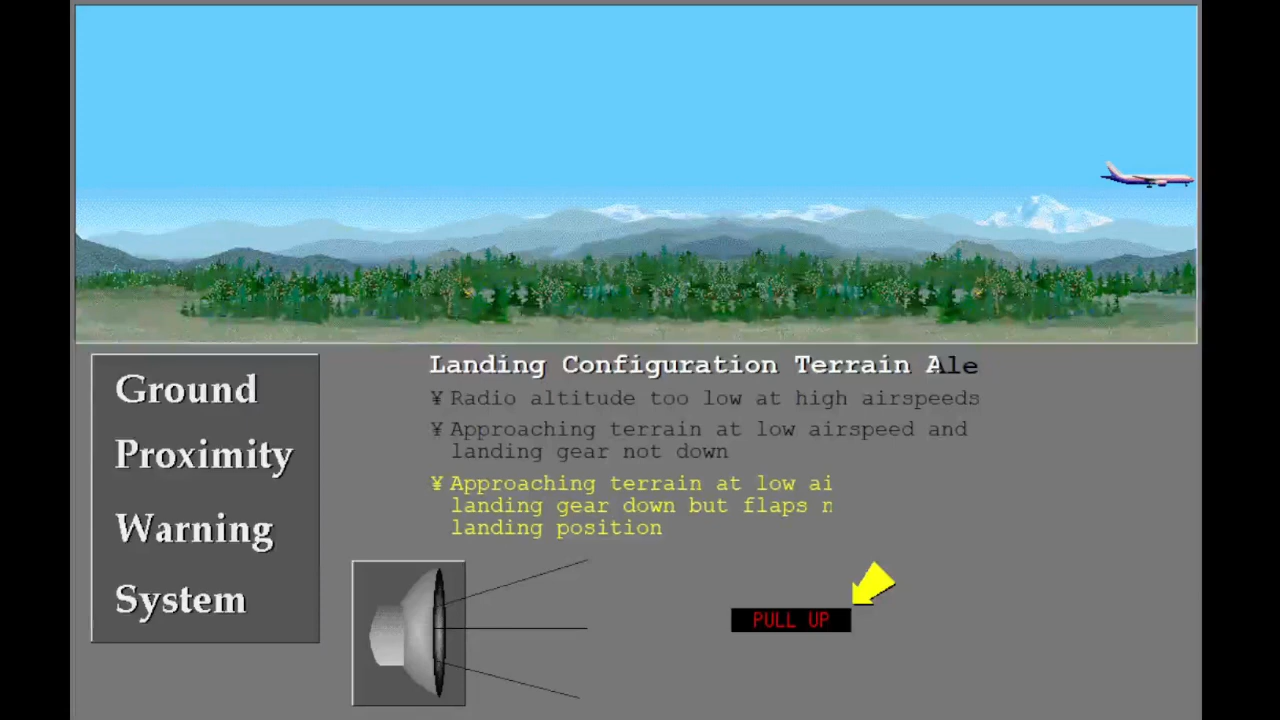 Landing Configuration Terrain Ale
¥ Radio altitude too low at high airspeeds
¥ Approaching terrain at low airspeed and
landing gear not down
¥ Approaching terrain at low ai
landing gear down but flaps n
landing position
Ground
Proximity
Warning
System
PULL UP